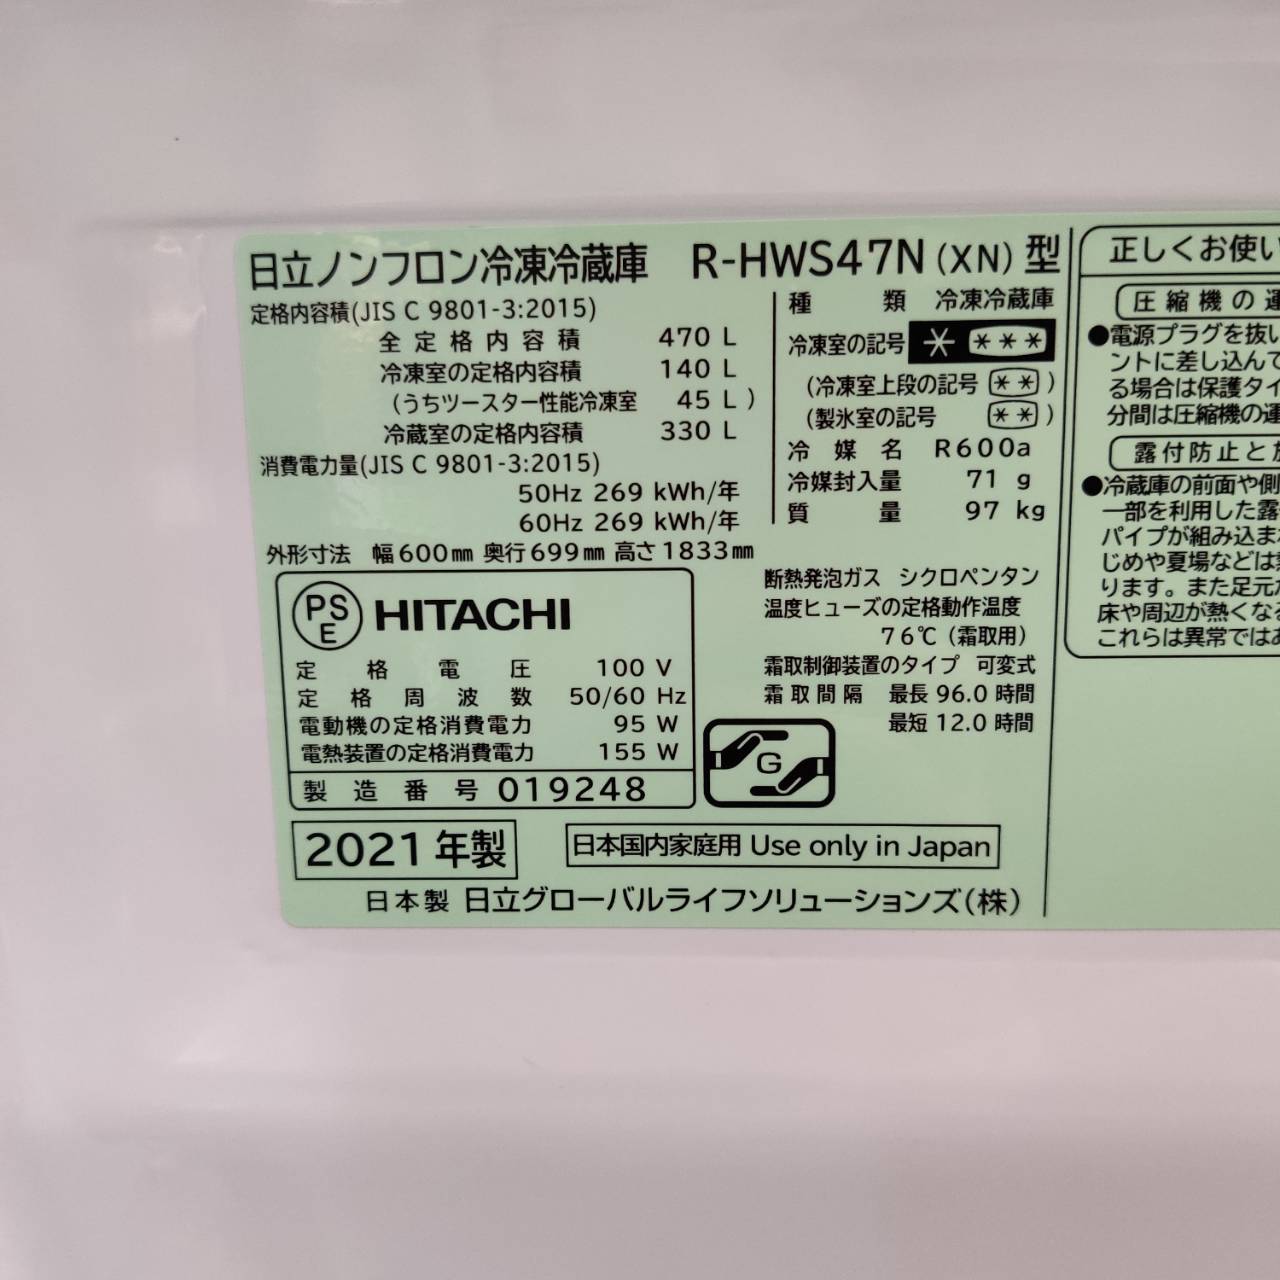 日立ノンフロン冷凍冷蔵庫 R-HWS47N (XN) 型
定格内容積(JIS C 9801-3:2015)
全定格内容積 470 L
冷凍室の定格内容積 140 L
(うちツースター性能冷凍室 45 L)
冷蔵室の定格内容積 330 L
消費電力量(JIS C 9801-3:2015)
50Hz 269 kWh/年
60Hz 269 kWh/年
外形寸法 幅600mm 奥行699mm 高さ1833mm
種類 冷凍冷蔵庫
冷凍室の記号 * ***
(冷凍室上段の記号 **)
(製氷室の記号 **)
冷媒名 R600a
冷媒封入量 71 g
質量 97 kg
PSE HITACHI
定格電圧 100 V
定格周波数 50/60 Hz
電動機の定格消費電力 95 W
電熱装置の定格消費電力 155 W
製造番号 019248
断熱発泡ガス シクロペンタン
温度ヒューズの定格動作温度
76℃(霜取用)
霜取制御装置のタイプ 可変式
霜取間隔 最長 96.0 時間
最短 12.0 時間
G
2021 年製
日本国内家庭用 Use only in Japan
日本製 日立グローバルライフソリューションズ(株)
正しくお使い
圧縮機の運
●電源プラグを抜い
ントに差し込んで
る場合は保護タイ
分間は圧縮機の運
露付防止と
●冷蔵庫の前面や側
一部を利用した露
パイプが組み込ま
じめや夏場などは
ります。また足元
床や周辺が熱くな
これらは異常では